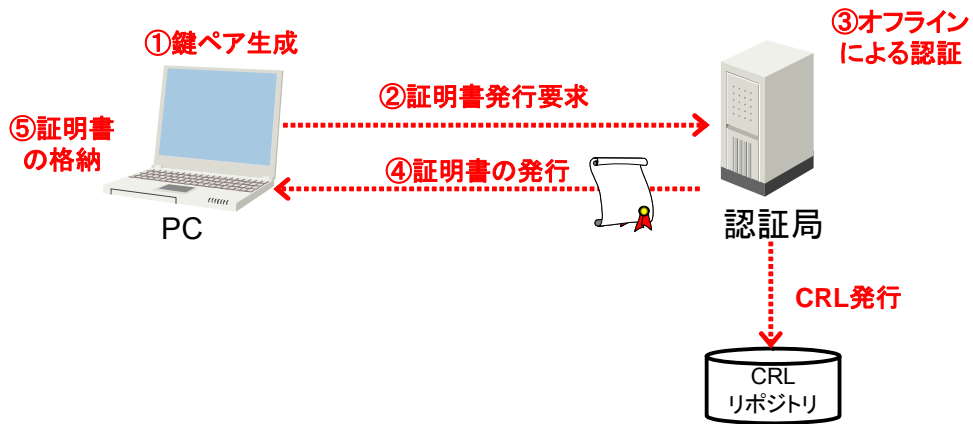 ①鍵ペア生成
②証明書発行要求
③オフライン
による認証
⑤証明書
の格納
④証明書の発行
PC
認証局
CRL発行
CRL
リポジトリ